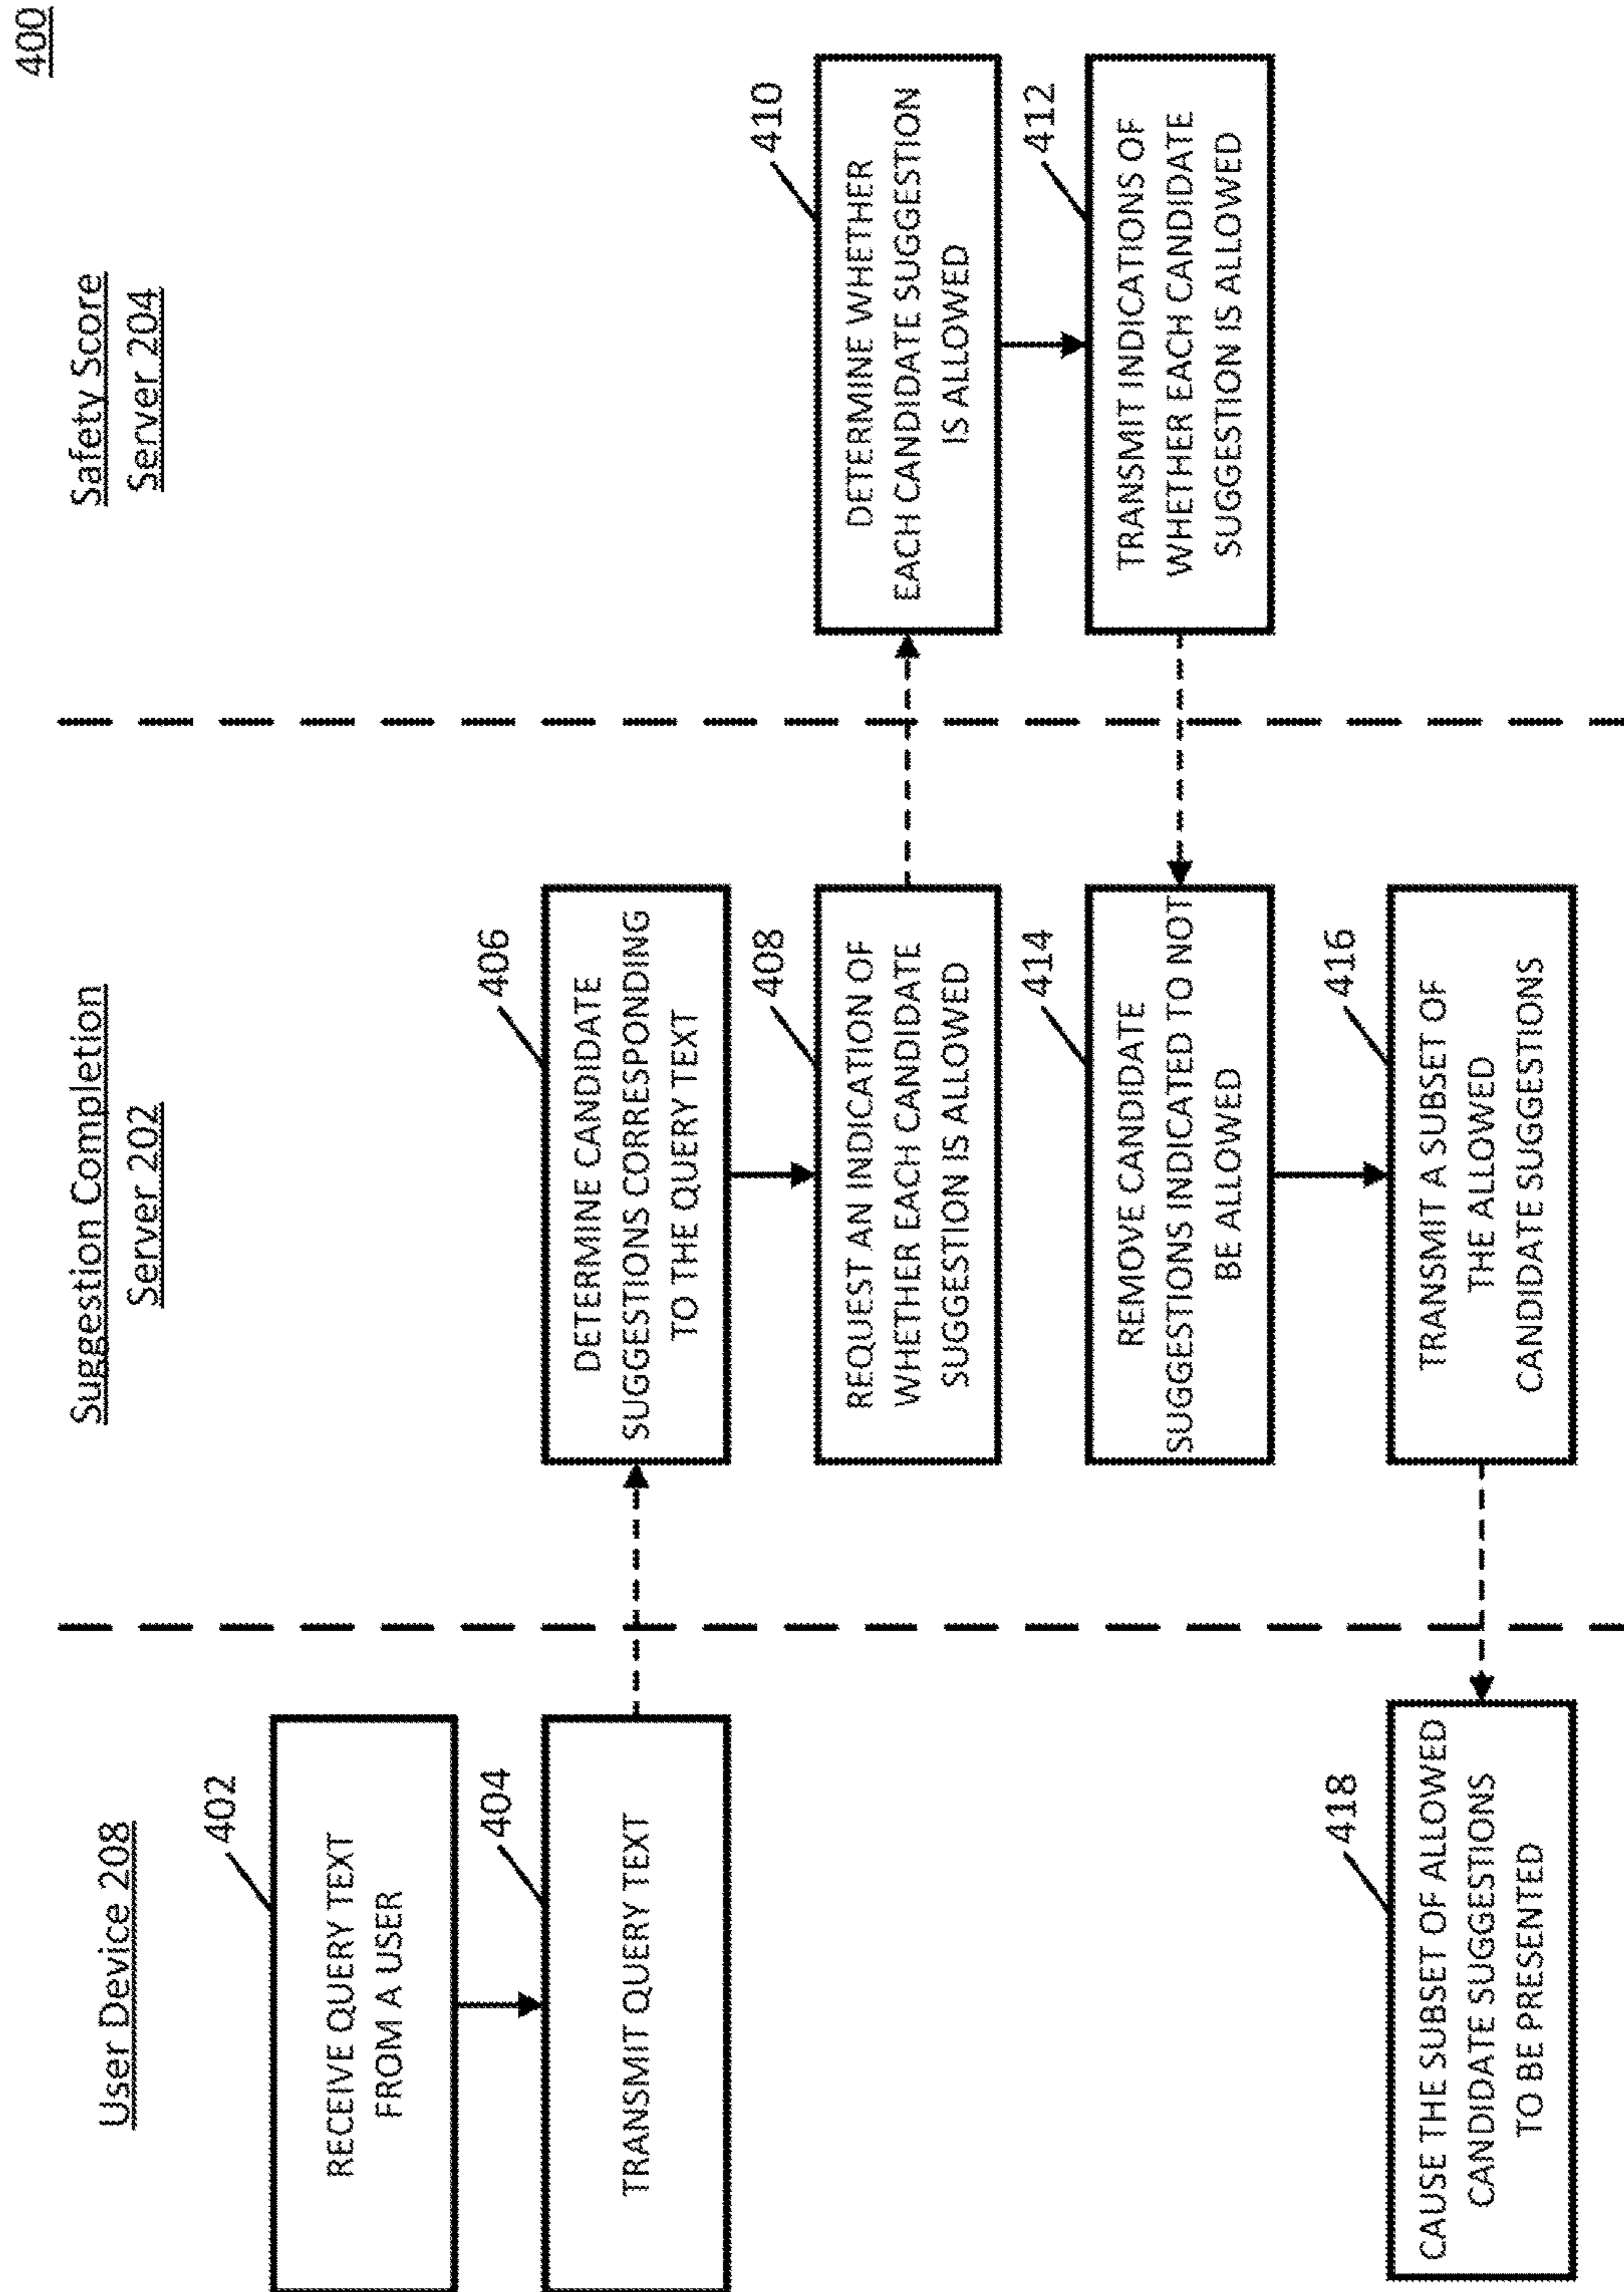 400
User Device 208
Suggestion Completion
Server 202
Safety Score
Server 204
402
RECEIVE QUERY TEXT
FROM A USER
404
TRANSMIT QUERY TEXT
406
DETERMINE CANDIDATE
SUGGESTIONS CORRESPONDING
TO THE QUERY TEXT
408
REQUEST AN INDICATION OF
WHETHER EACH CANDIDATE
SUGGESTION IS ALLOWED
410
DETERMINE WHETHER
EACH CANDIDATE SUGGESTION
IS ALLOWED
412
TRANSMIT INDICATIONS OF
WHETHER EACH CANDIDATE
SUGGESTION IS ALLOWED
414
REMOVE CANDIDATE
SUGGESTIONS INDICATED TO NOT
BE ALLOWED
416
TRANSMIT A SUBSET OF
THE ALLOWED
CANDIDATE SUGGESTIONS
418
CAUSE THE SUBSET OF ALLOWED
CANDIDATE SUGGESTIONS
TO BE PRESENTED